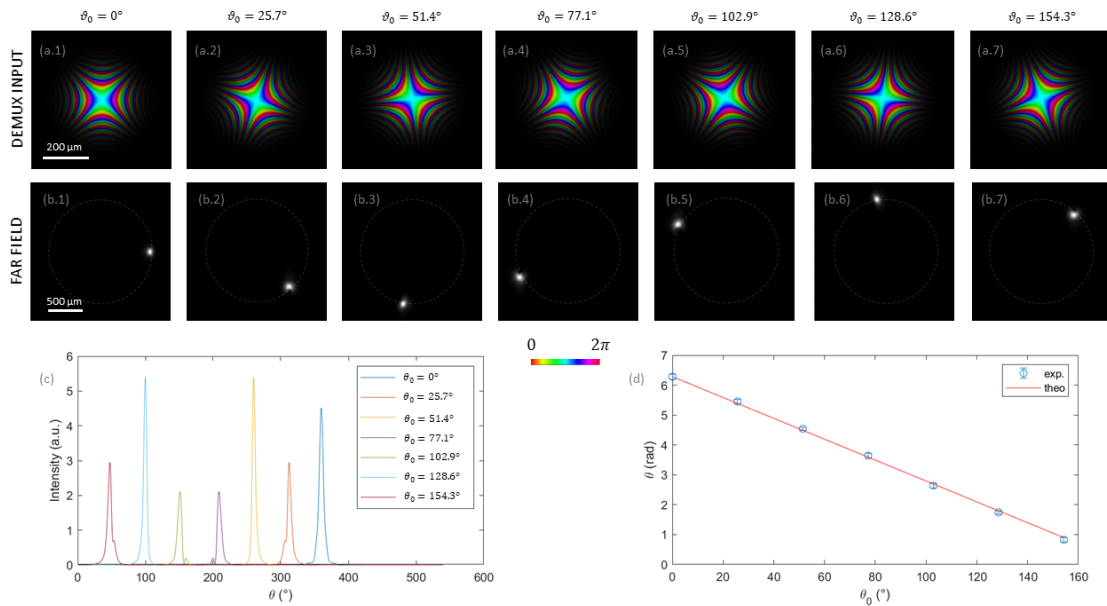 𝜗₀ = 0° 𝜗₀ = 25.7° 𝜗₀ = 51.4° 𝜗₀ = 77.1° 𝜗₀ = 102.9° 𝜗₀ = 128.6° 𝜗₀ = 154.3°
DEMUX INPUT
(a.1) (a.2) (a.3) (a.4) (a.5) (a.6) (a.7)
200 μm
FAR FIELD
(b.1) (b.2) (b.3) (b.4) (b.5) (b.6) (b.7)
500 μm
0 2π
(c)
Intensity (a.u.)
6
5
4
3
2
1
0
0 100 200 300 400 500 600
θ (°)
𝜗₀ = 0°
𝜗₀ = 25.7°
𝜗₀ = 51.4°
𝜗₀ = 77.1°
𝜗₀ = 102.9°
𝜗₀ = 128.6°
𝜗₀ = 154.3°
(d)
θ (rad)
7
6
5
4
3
2
1
0
0 20 40 60 80 100 120 140 160
θ₀ (°)
exp.
theo